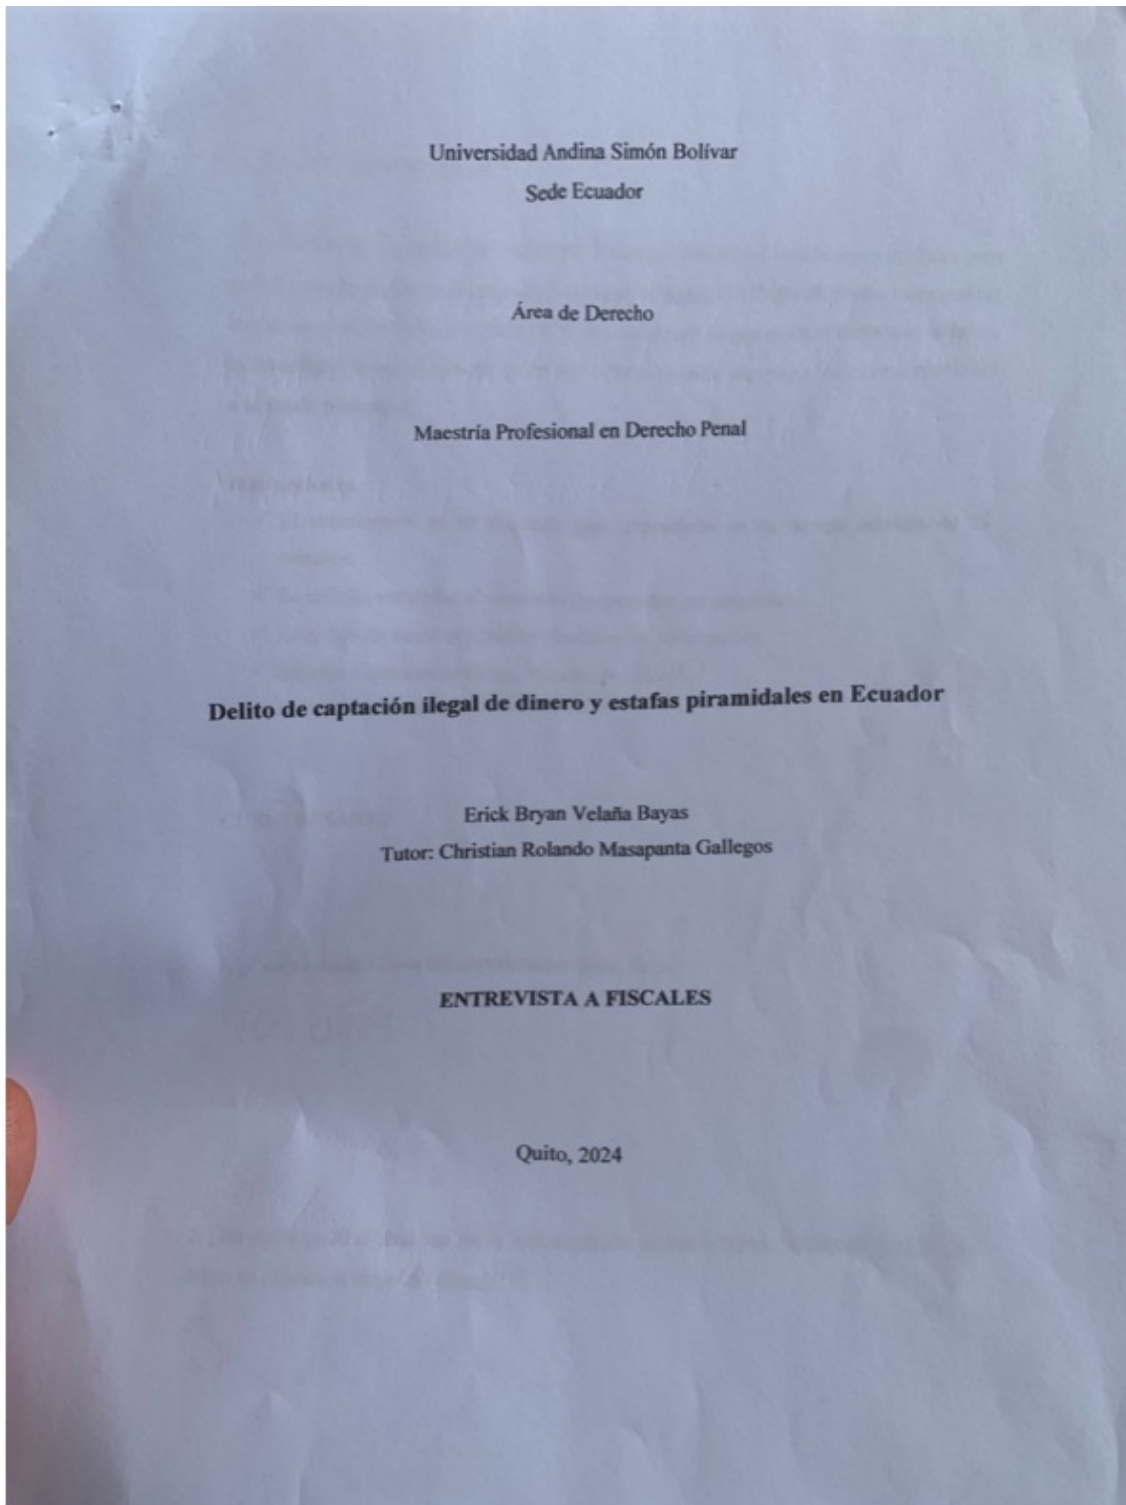 Universidad Andina Simón Bolívar
Sede Ecuador
Área de Derecho
Maestría Profesional en Derecho Penal
Delito de captación ilegal de dinero y estafas piramidales en Ecuador
Erick Bryan Velaña Bayas
Tutor: Christian Rolando Masapanta Gallegos
ENTREVISTA A FISCALES
Quito, 2024